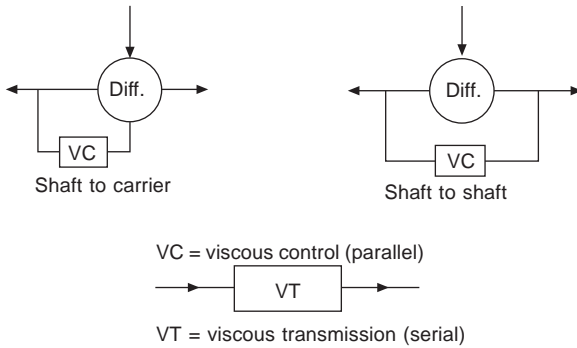 Diff.
VC
Shaft to carrier
Diff.
VC
Shaft to shaft
VC = viscous control (parallel)
VT
VT = viscous transmission (serial)